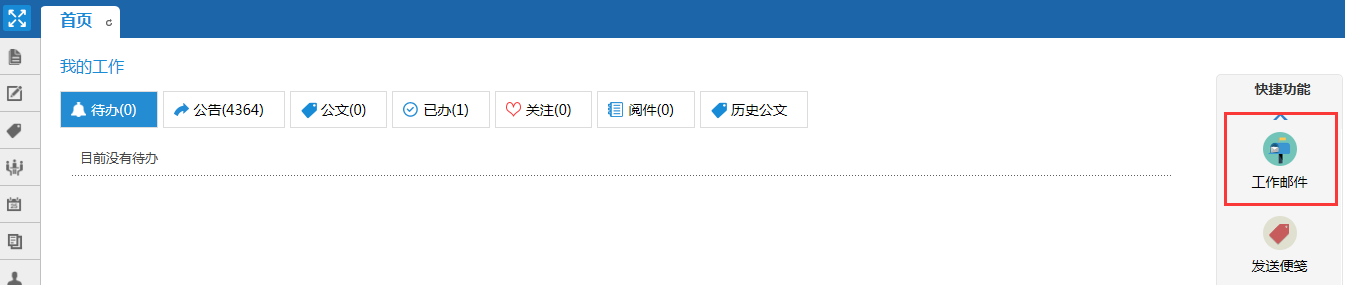 首页
我的工作
待办(0) 公告(4364) 公文(0) 已办(1) 关注(0) 阅件(0) 历史公文
目前没有待办
快捷功能
工作邮件
发送便笺